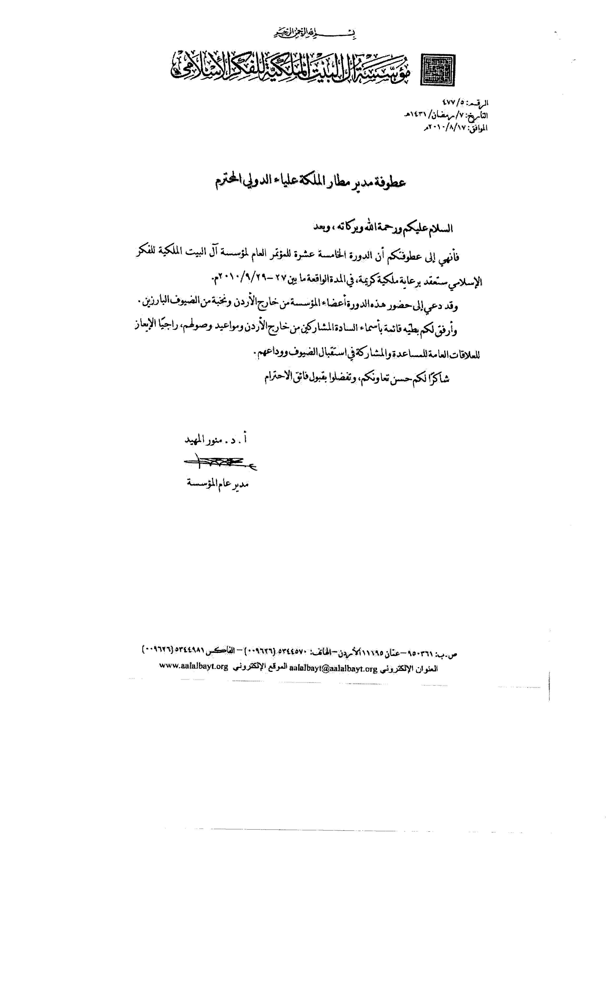 بسم الله الرحمن الرحيم
مؤسسة آل البيت الملكية للفكر الإسلامي
الرقم: ٤٧٧/٥
التاريخ: ٧/رمضان/١٤٣١هـ
الموافق: ٢٠١٠/٨/١٧م
عطوفة مدير مطار الملكة علياء الدولي المحترم
السلام عليكم ورحمة الله وبركاته، وبعد
فأنهي إلى عطوفتكم أن الدورة الخامسة عشرة للمؤتمر العام لمؤسسة آل البيت الملكية للفكر
الإسلامي ستعقد برعاية ملكية كريمة، في المدة الواقعة ما بين ٢٧-٢٠١٠/٩/٢٩م.
وقد دعي إلى حضور هذه الدورة أعضاء المؤسسة من خارج الأردن ونخبة من الضيوف البارزين.
وأرفق لكم بطيّه قائمة بأسماء السادة المشاركين من خارج الأردن ومواعيد وصولهم، راجيًا الإيعاز
للعلاقات العامة للمساعدة والمشاركة في استقبال الضيوف ووداعهم.
شاكرًا لكم حسن تعاونكم، وتفضلوا بقبول فائق الاحترام
أ. د. منور المهيد
مدير عام المؤسسة
ص.ب: ٩٥٠٣٦١ - عمّان ١١١٩٥ الأردن - الهاتف: ٥٣٤٤٥٧٠ (٠٠٩٦٢٦) - الفاكس ٥٣٤٤٩٨١ (٠٠٩٦٢٦)
العنوان الإلكتروني aalalbayt@aalalbayt.org الموقع الإلكتروني www.aalalbayt.org